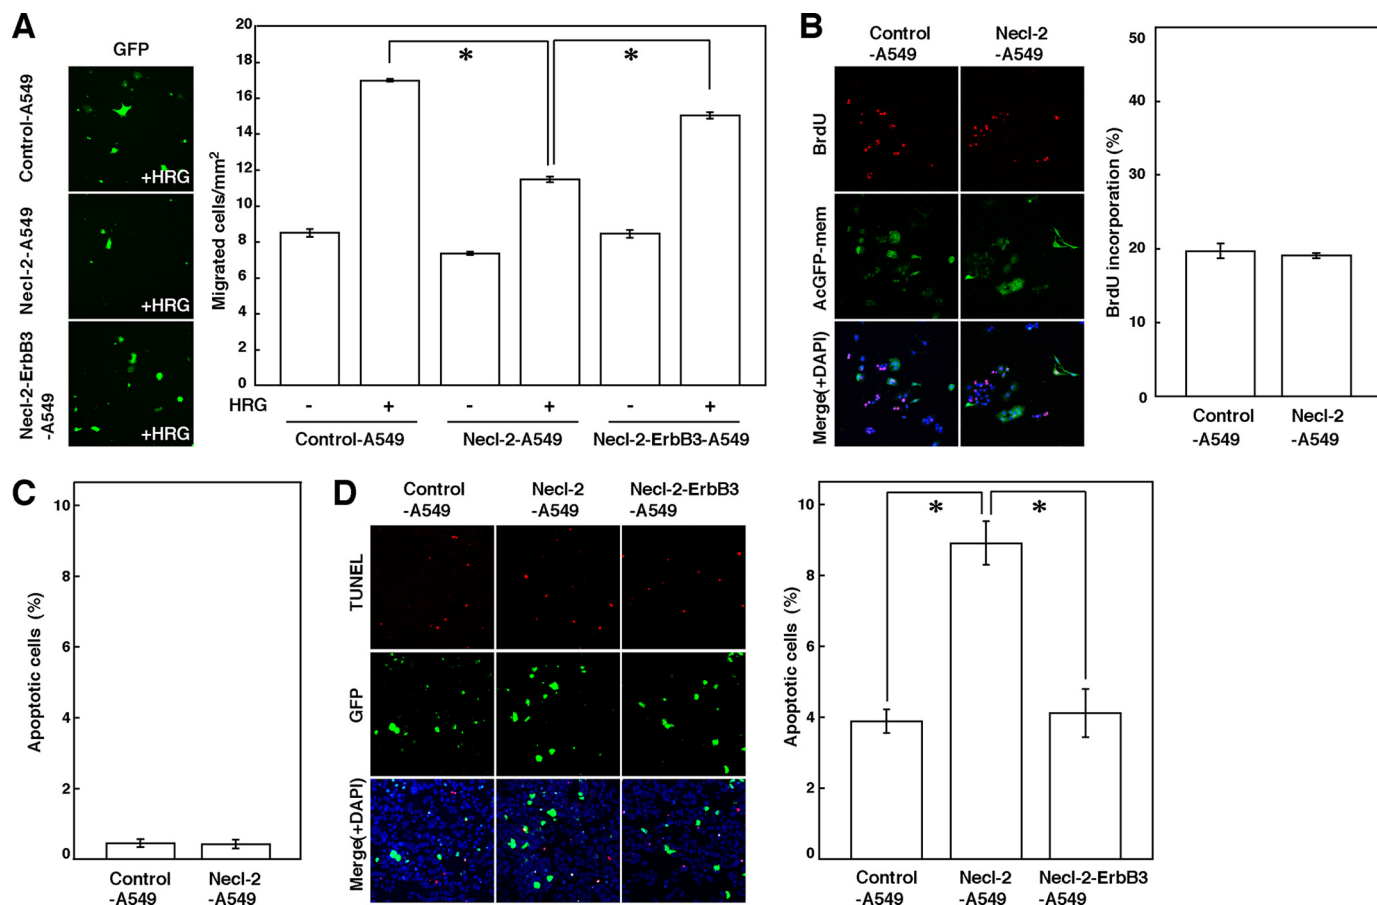 A
GFP
Control-A549
+HRG
Necl-2-A549
+HRG
Necl-2-ErbB3
-A549
+HRG
Migrated cells/mm2
20
18
16
14
12
10
8
6
4
2
0
* *
HRG - + - + - +
Control-A549 Necl-2-A549 Necl-2-ErbB3-A549
B
Control
-A549
Necl-2
-A549
BrdU
AcGFP-mem
Merge(+DAPI)
BrdU incorporation (%)
50
40
30
20
10
0
Control
-A549
Necl-2
-A549
C
Apoptotic cells (%)
10
8
6
4
2
0
Control
-A549
Necl-2
-A549
D
Control
-A549
Necl-2
-A549
Necl-2-ErbB3
-A549
TUNEL
GFP
Merge(+DAPI)
Apoptotic cells (%)
10
8
6
4
2
0
* *
Control
-A549
Necl-2
-A549
Necl-2-ErbB3
-A549